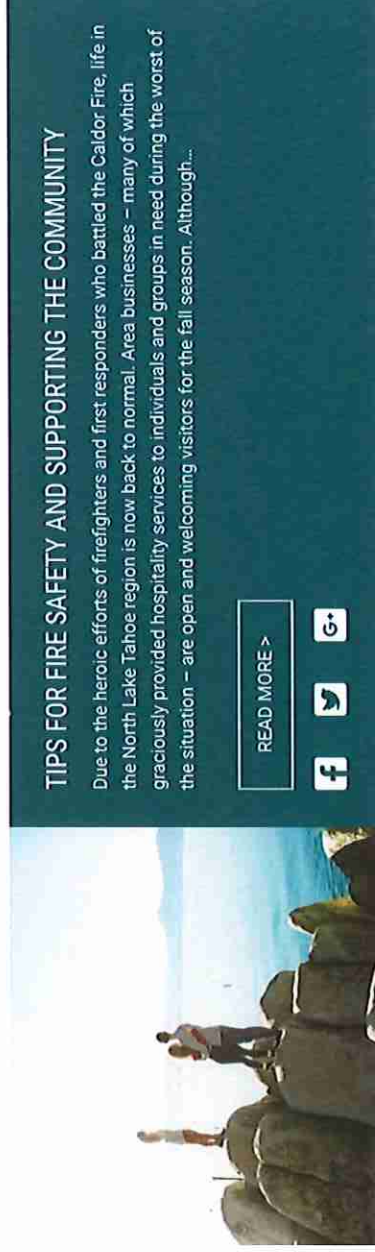 TIPS FOR FIRE SAFETY AND SUPPORTING THE COMMUNITY
Due to the heroic efforts of firefighters and first responders who battled the Caldor Fire, life in
the North Lake Tahoe region is now back to normal. Area businesses – many of which
graciously provided hospitality services to individuals and groups in need during the worst of
the situation – are open and welcoming visitors for the fall season. Although...
READ MORE >
f
G+